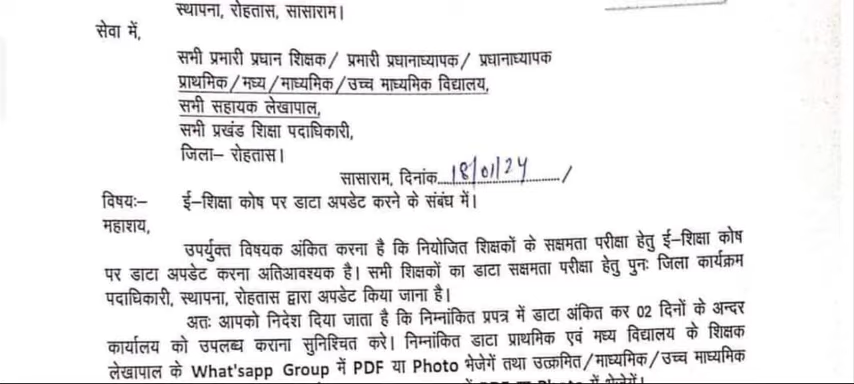 स्थापना, रोहतास, सासाराम।
सेवा में,
सभी प्रभारी प्रधान शिक्षक/ प्रभारी प्रधानाध्यापक/ प्रधानाध्यापक
प्राथमिक/मध्य/माध्यमिक/उच्च माध्यमिक विद्यालय,
सभी सहायक लेखापाल,
सभी प्रखंड शिक्षा पदाधिकारी,
जिला– रोहतास।
सासाराम, दिनांक 18/01/24 /
विषयः– ई–शिक्षा कोष पर डाटा अपडेट करने के संबंध में।
महाशय,
उपर्युक्त विषयक अंकित करना है कि नियोजित शिक्षकों के सक्षमता परीक्षा हेतु ई–शिक्षा कोष
पर डाटा अपडेट करना अतिआवश्यक है। सभी शिक्षकों का डाटा सक्षमता परीक्षा हेतु पुनः जिला कार्यक्रम
पदाधिकारी, स्थापना, रोहतास द्वारा अपडेट किया जाना है।
अतः आपको निदेश दिया जाता है कि निम्नांकित प्रपत्र में डाटा अंकित कर 02 दिनों के अन्दर
कार्यालय को उपलब्ध कराना सुनिश्चित करे। निम्नांकित डाटा प्राथमिक एवं मध्य विद्यालय के शिक्षक
लेखापाल के What'sapp Group में PDF या Photo भेजेगें तथा उत्क्रमित/माध्यमिक/उच्च माध्यमिक
में PDF या Photo में भेजेगें।